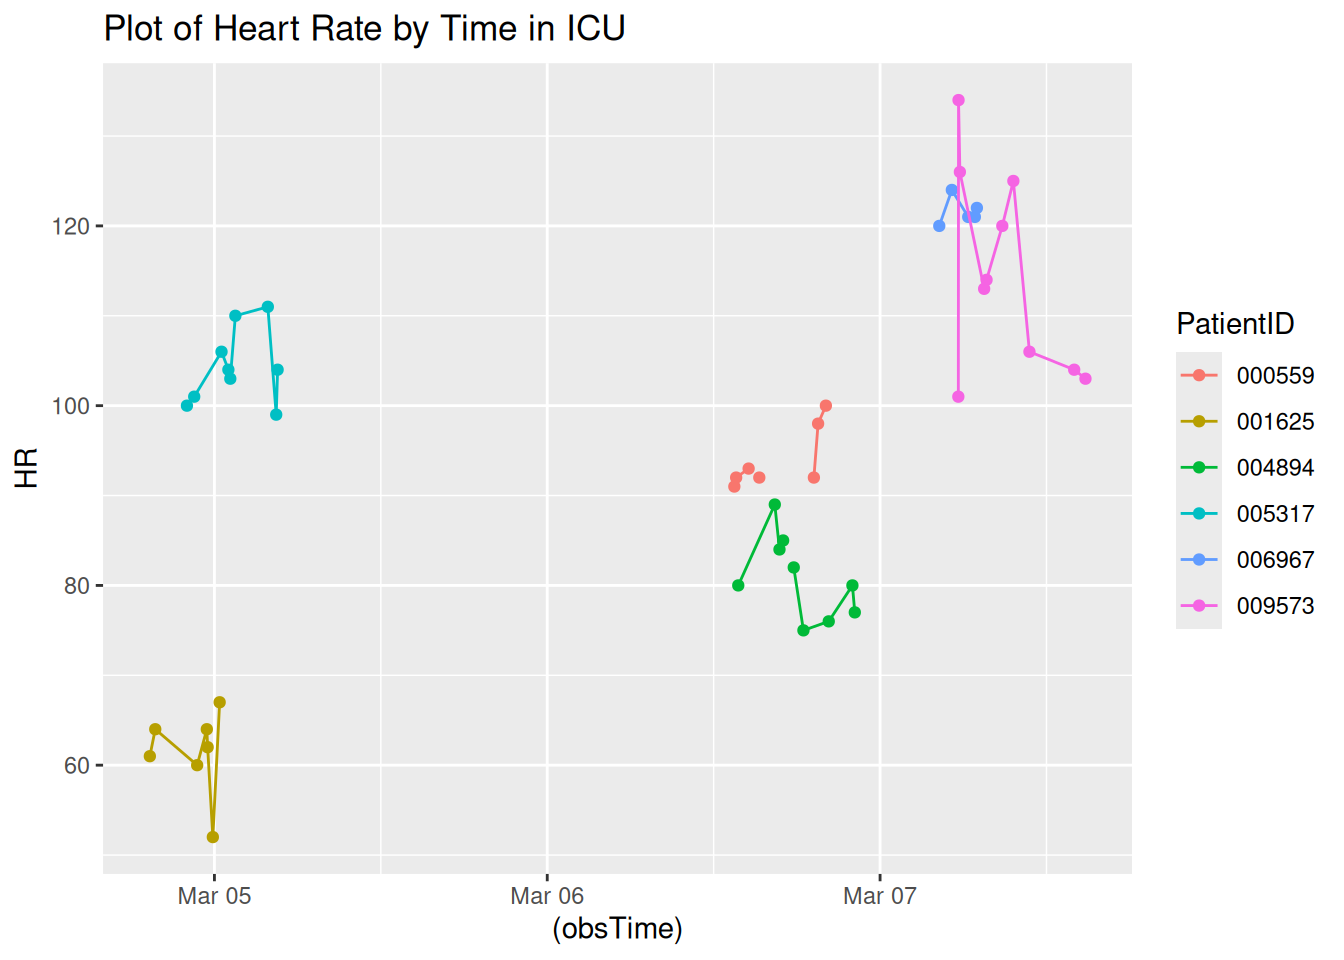 Plot of Heart Rate by Time in ICU
HR
120
100
80
60
Mar 05
Mar 06
Mar 07
(obsTime)
PatientID
000559
001625
004894
005317
006967
009573